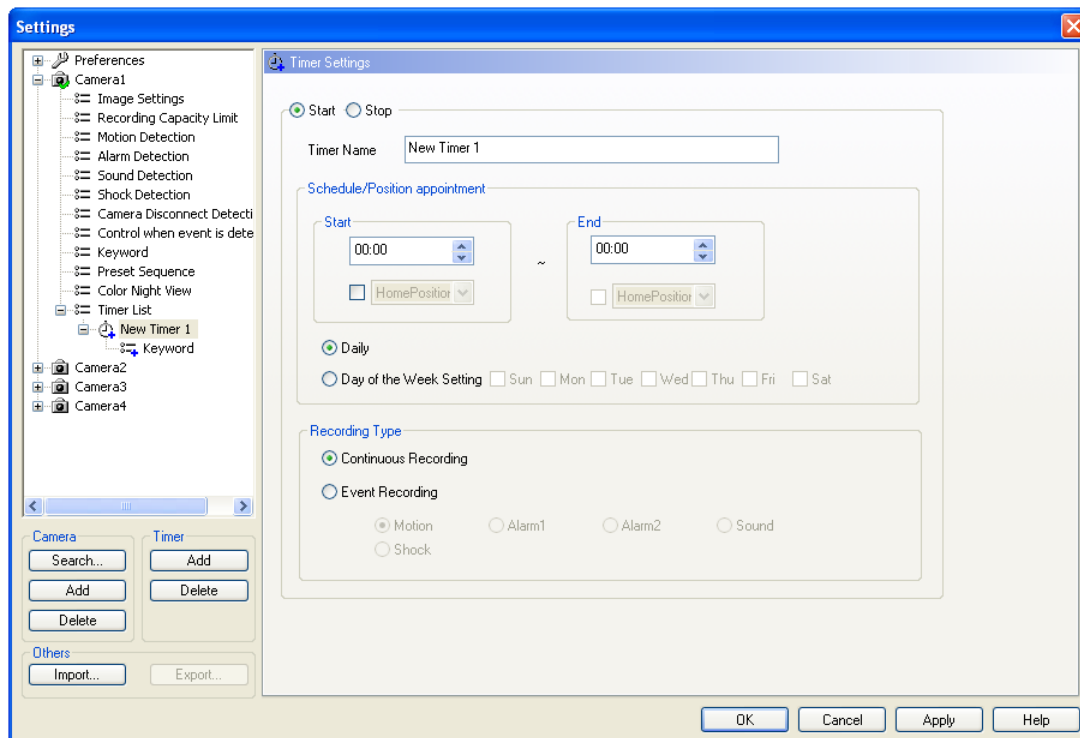 Settings
Preferences
Camera1
Image Settings
Recording Capacity Limit
Motion Detection
Alarm Detection
Sound Detection
Shock Detection
Camera Disconnect Detecti
Control when event is dete
Keyword
Preset Sequence
Color Night View
Timer List
New Timer 1
Keyword
Camera2
Camera3
Camera4
Camera
Search...
Add
Delete
Timer
Add
Delete
Others
Import...
Export...
Timer Settings
Start Stop
Timer Name New Timer 1
Schedule/Position appointment
Start
00:00
HomePosition
~
End
00:00
HomePosition
Daily
Day of the Week Setting Sun Mon Tue Wed Thu Fri Sat
Recording Type
Continuous Recording
Event Recording
Motion Alarm1 Alarm2 Sound
Shock
OK Cancel Apply Help